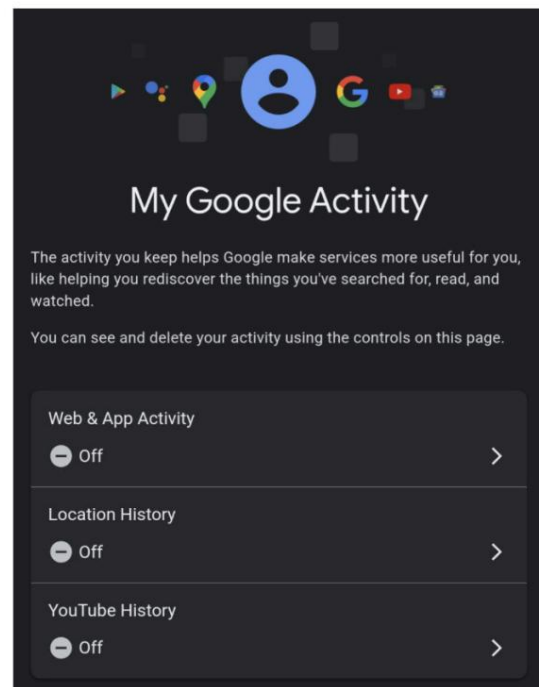 My Google Activity
The activity you keep helps Google make services more useful for you,
like helping you rediscover the things you've searched for, read, and
watched.
You can see and delete your activity using the controls on this page.
Web & App Activity
Off
Location History
Off
YouTube History
Off